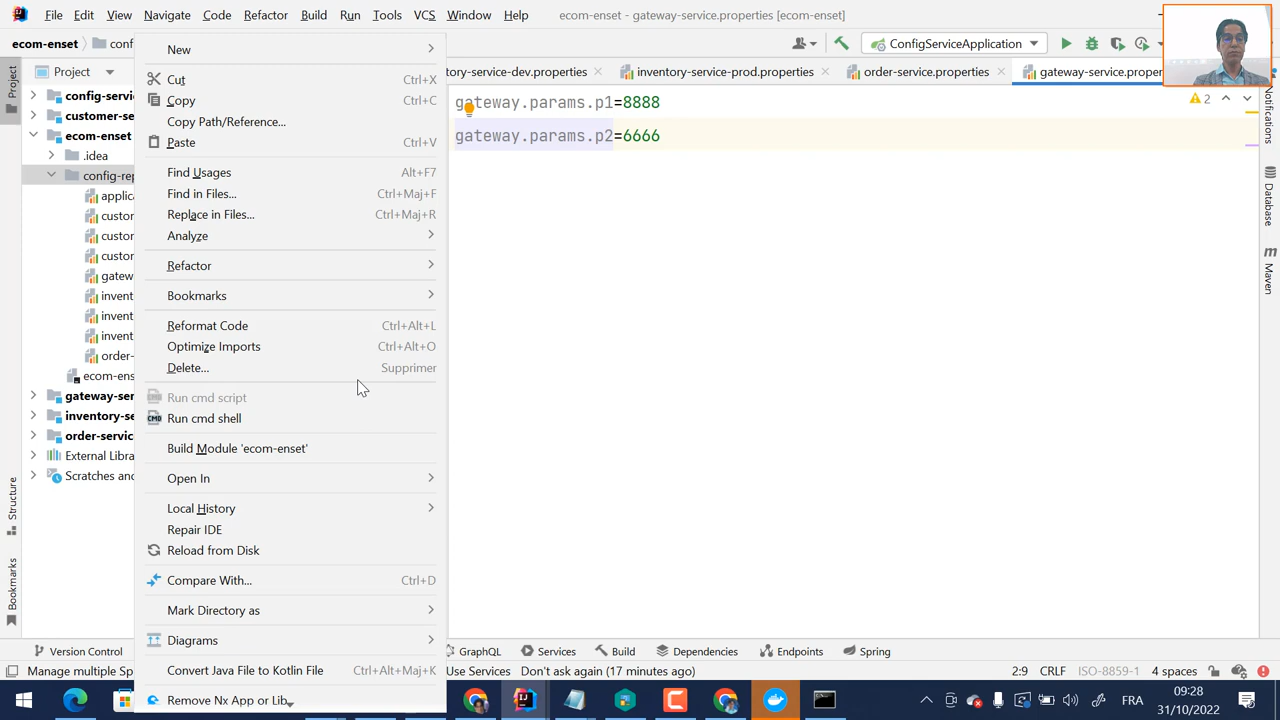 File Edit View Navigate Code Refactor Build Run Tools VCS Window Help ecom-enset - gateway-service.properties [ecom-enset]
ecom-enset conf ConfigServiceApplication
Project
tory-service-dev.properties inventory-service-prod.properties order-service.properties gateway-service.proper
Project
Structure
Bookmarks
config-servic
customer-se
ecom-enset
.idea
config-rep
applica
custom
custom
custom
gatew
invent
invent
invent
order-
ecom-ens
gateway-ser
inventory-se
order-servic
External Libra
Scratches and
New
Cut Ctrl+X
Copy Ctrl+C
Copy Path/Reference...
Paste Ctrl+V
Find Usages Alt+F7
Find in Files... Ctrl+Maj+F
Replace in Files... Ctrl+Maj+R
Analyze
Refactor
Bookmarks
Reformat Code Ctrl+Alt+L
Optimize Imports Ctrl+Alt+O
Delete... Supprimer
Run cmd script
Run cmd shell
Build Module 'ecom-enset'
Open In
Local History
Repair IDE
Reload from Disk
Compare With... Ctrl+D
Mark Directory as
Diagrams
Convert Java File to Kotlin File Ctrl+Alt+Maj+K
Remove Nx App or Lib
gateway.params.p1=8888
gateway.params.p2=6666
2
Notifications
Database
Maven
Version Control GraphQL Services Build Dependencies Endpoints Spring
Manage multiple Sp Use Services Don't ask again (17 minutes ago) 2:9 CRLF ISO-8859-1 4 spaces
FRA 09:28
31/10/2022